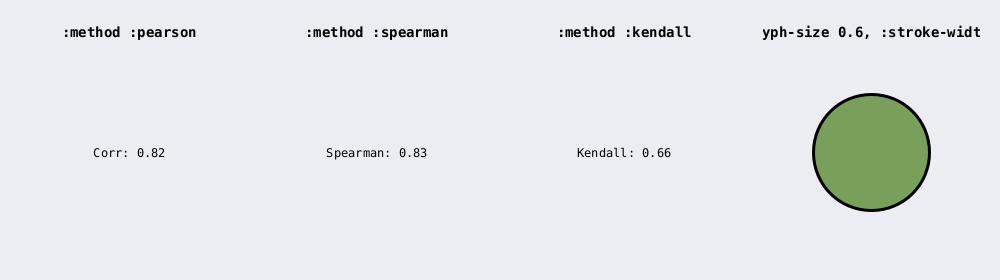 :method :pearson
:method :spearman
:method :kendall
yph-size 0.6, :stroke-widt
Corr: 0.82
Spearman: 0.83
Kendall: 0.66